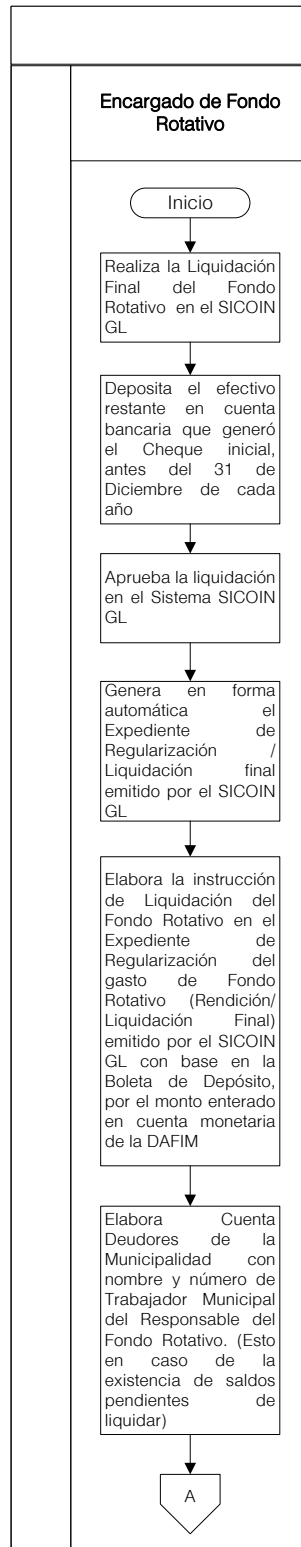 Encargado de Fondo
Rotativo
Inicio
Realiza la Liquidación
Final del Fondo
Rotativo en el SICOIN
GL
Deposita el efectivo
restante en cuenta
bancaria que generó
el Cheque inicial,
antes del 31 de
Diciembre de cada
año
Aprueba la liquidación
en el Sistema SICOIN
GL
Genera en forma
automática el
Expediente de
Regularización /
Liquidación final
emitido por el SICOIN
GL
Elabora la instrucción
de Liquidación del
Fondo Rotativo en el
Expediente de
Regularización del
gasto de Fondo
Rotativo (Rendición/
Liquidación Final)
emitido por el SICOIN
GL con base en la
Boleta de Depósito,
por el monto enterado
en cuenta monetaria
de la DAFIM
Elabora Cuenta
Deudores de la
Municipalidad con
nombre y número de
Trabajador Municipal
del Responsable del
Fondo Rotativo. (Esto
en caso de la
existencia de saldos
pendientes de
liquidar)
A